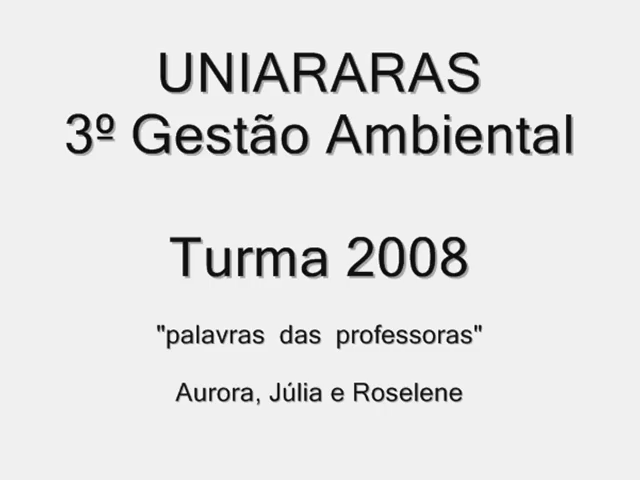 UNIARARAS
3º Gestão Ambiental
Turma 2008
"palavras das professoras"
Aurora, Júlia e Roselene